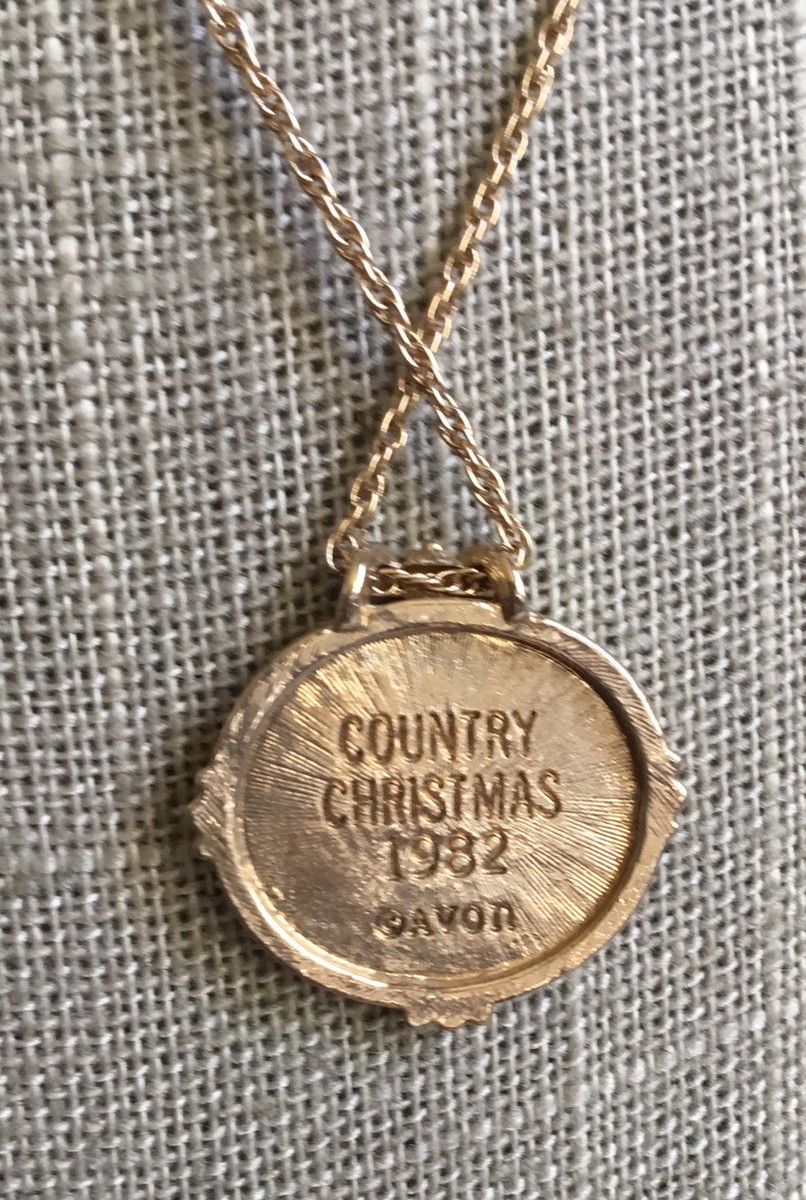 COUNTRY
CHRISTMAS
1982
©AVON